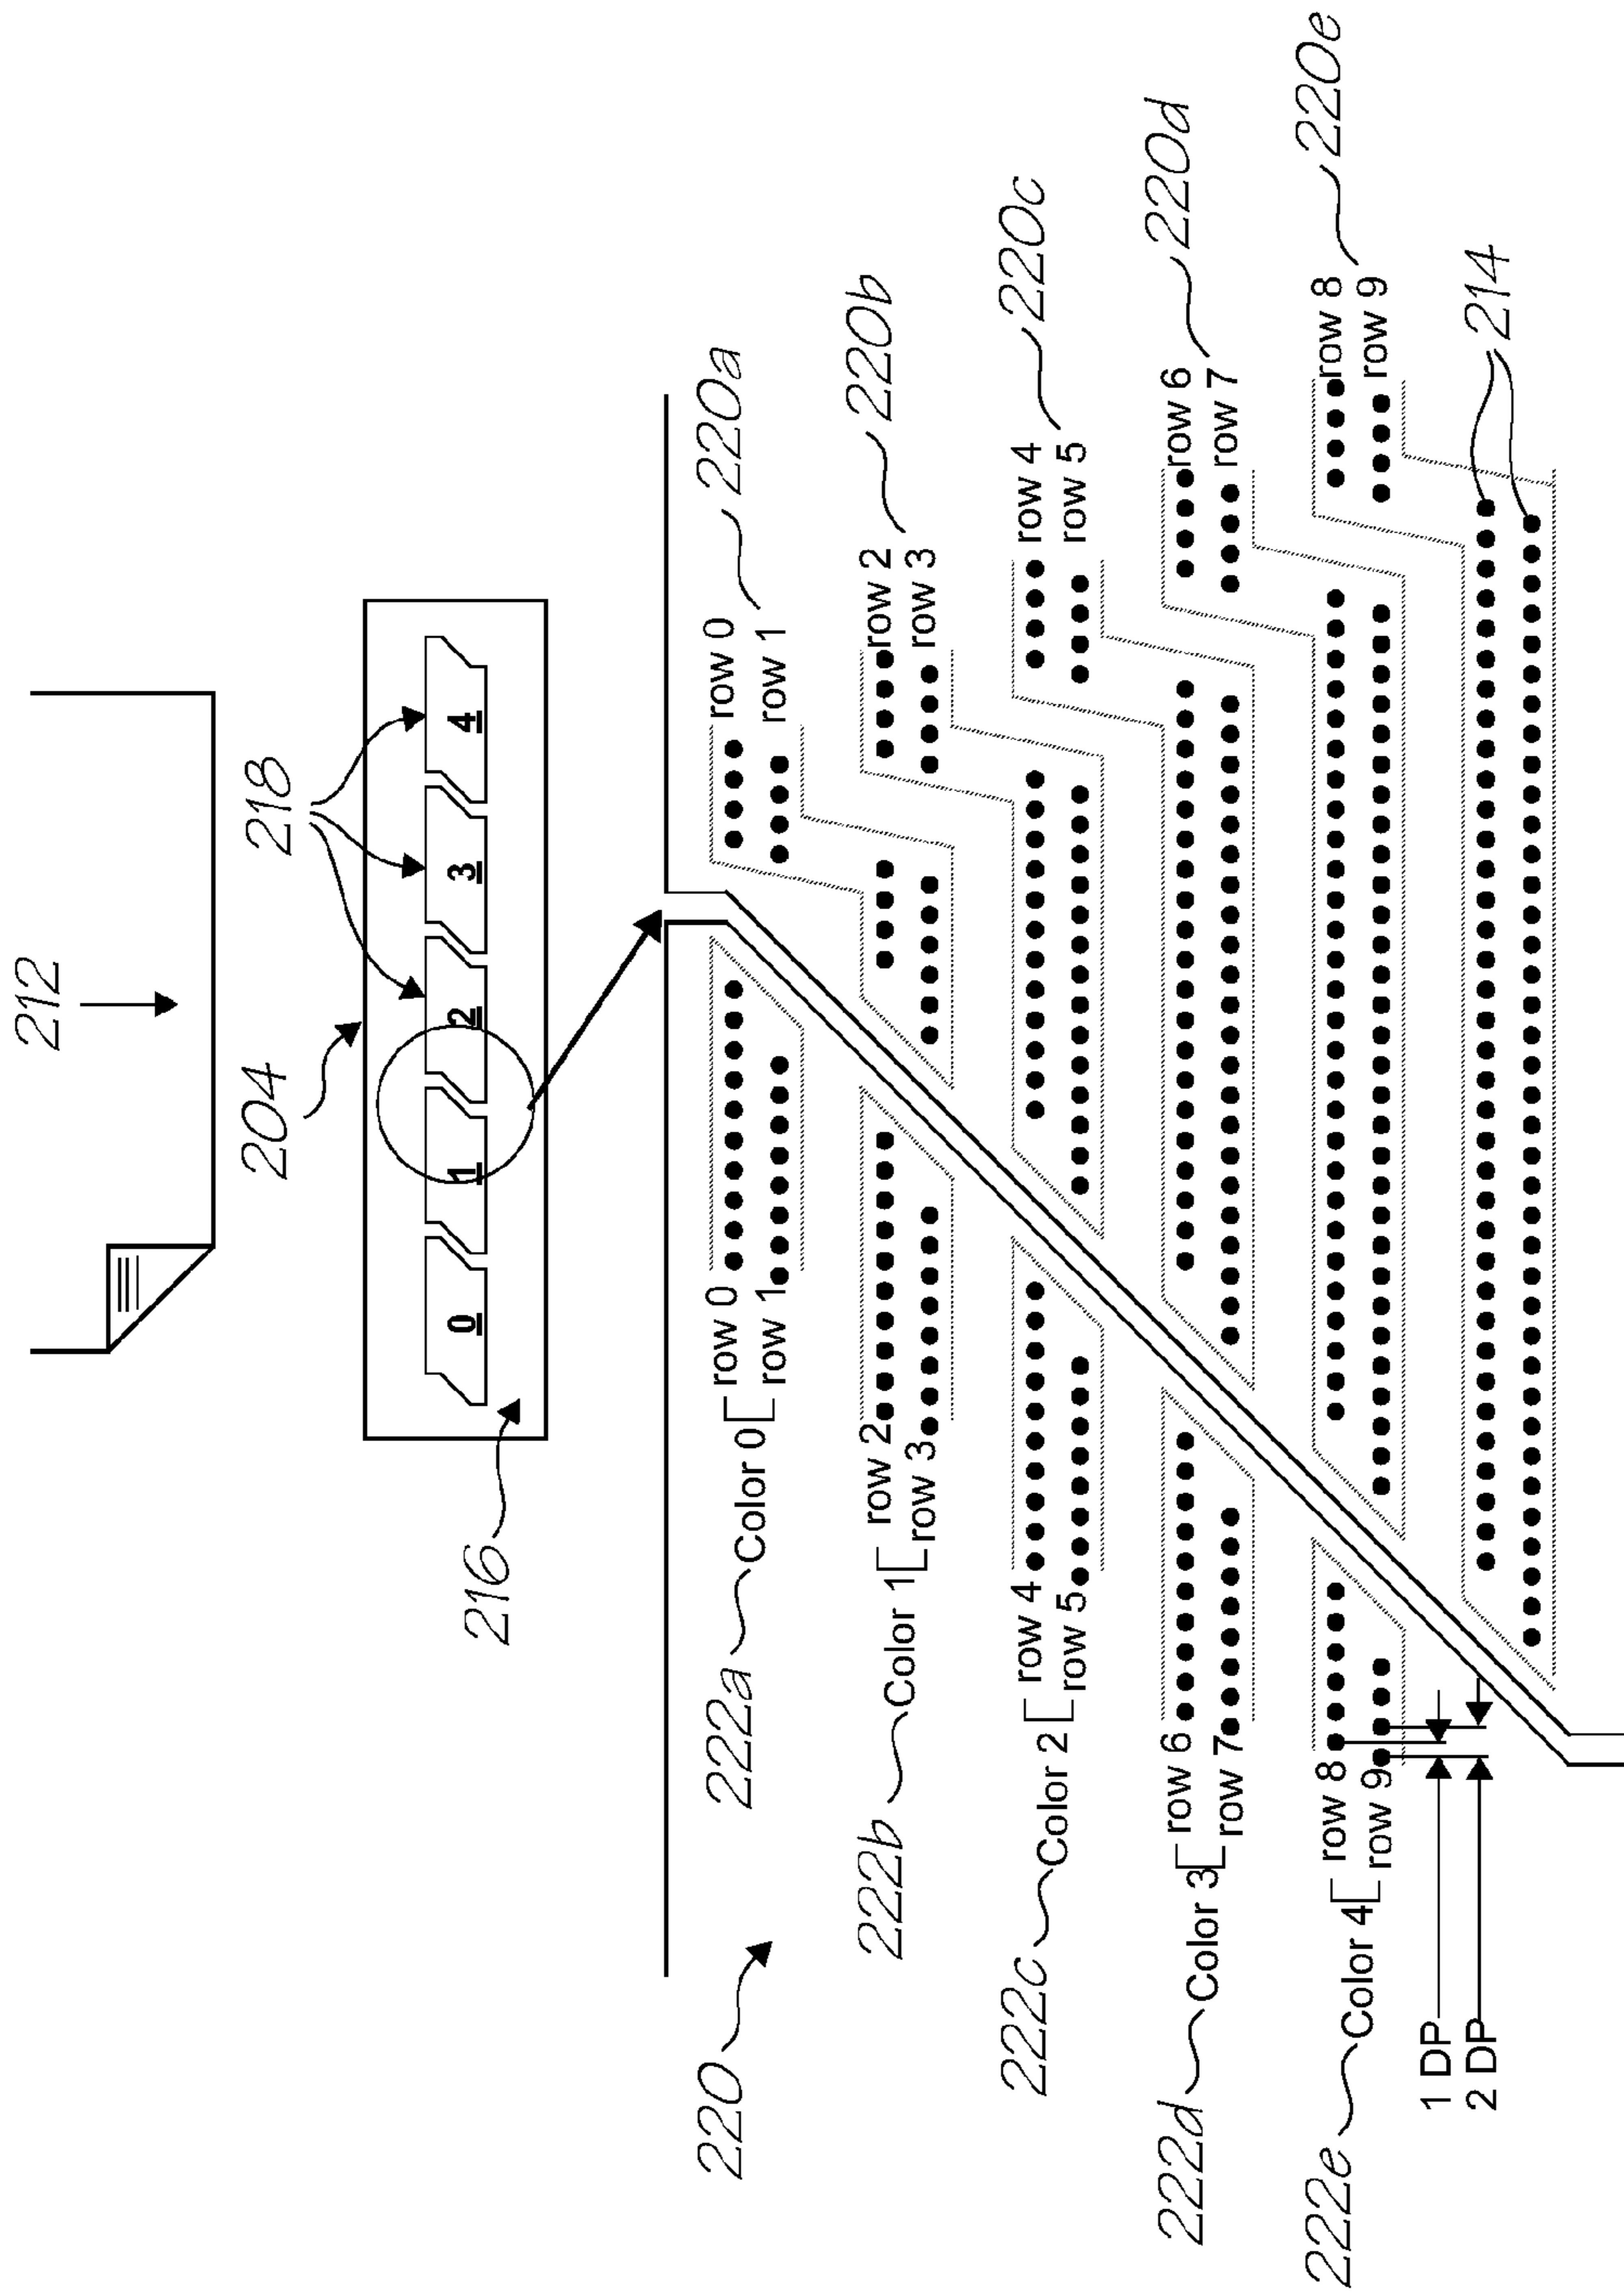 212
204
218
0 1 2 3 4
216
220
222a Color 0 row 0 row 0
row 1 row 1 220a
222b Color 1 row 2 row 2
row 3 row 3 220b
222c Color 2 row 4 row 4
row 5 row 5 220c
222d Color 3 row 6 row 6
row 7 row 7 220d
222e Color 4 row 8 row 8
row 9 row 9 220e
1 DP
2 DP
214